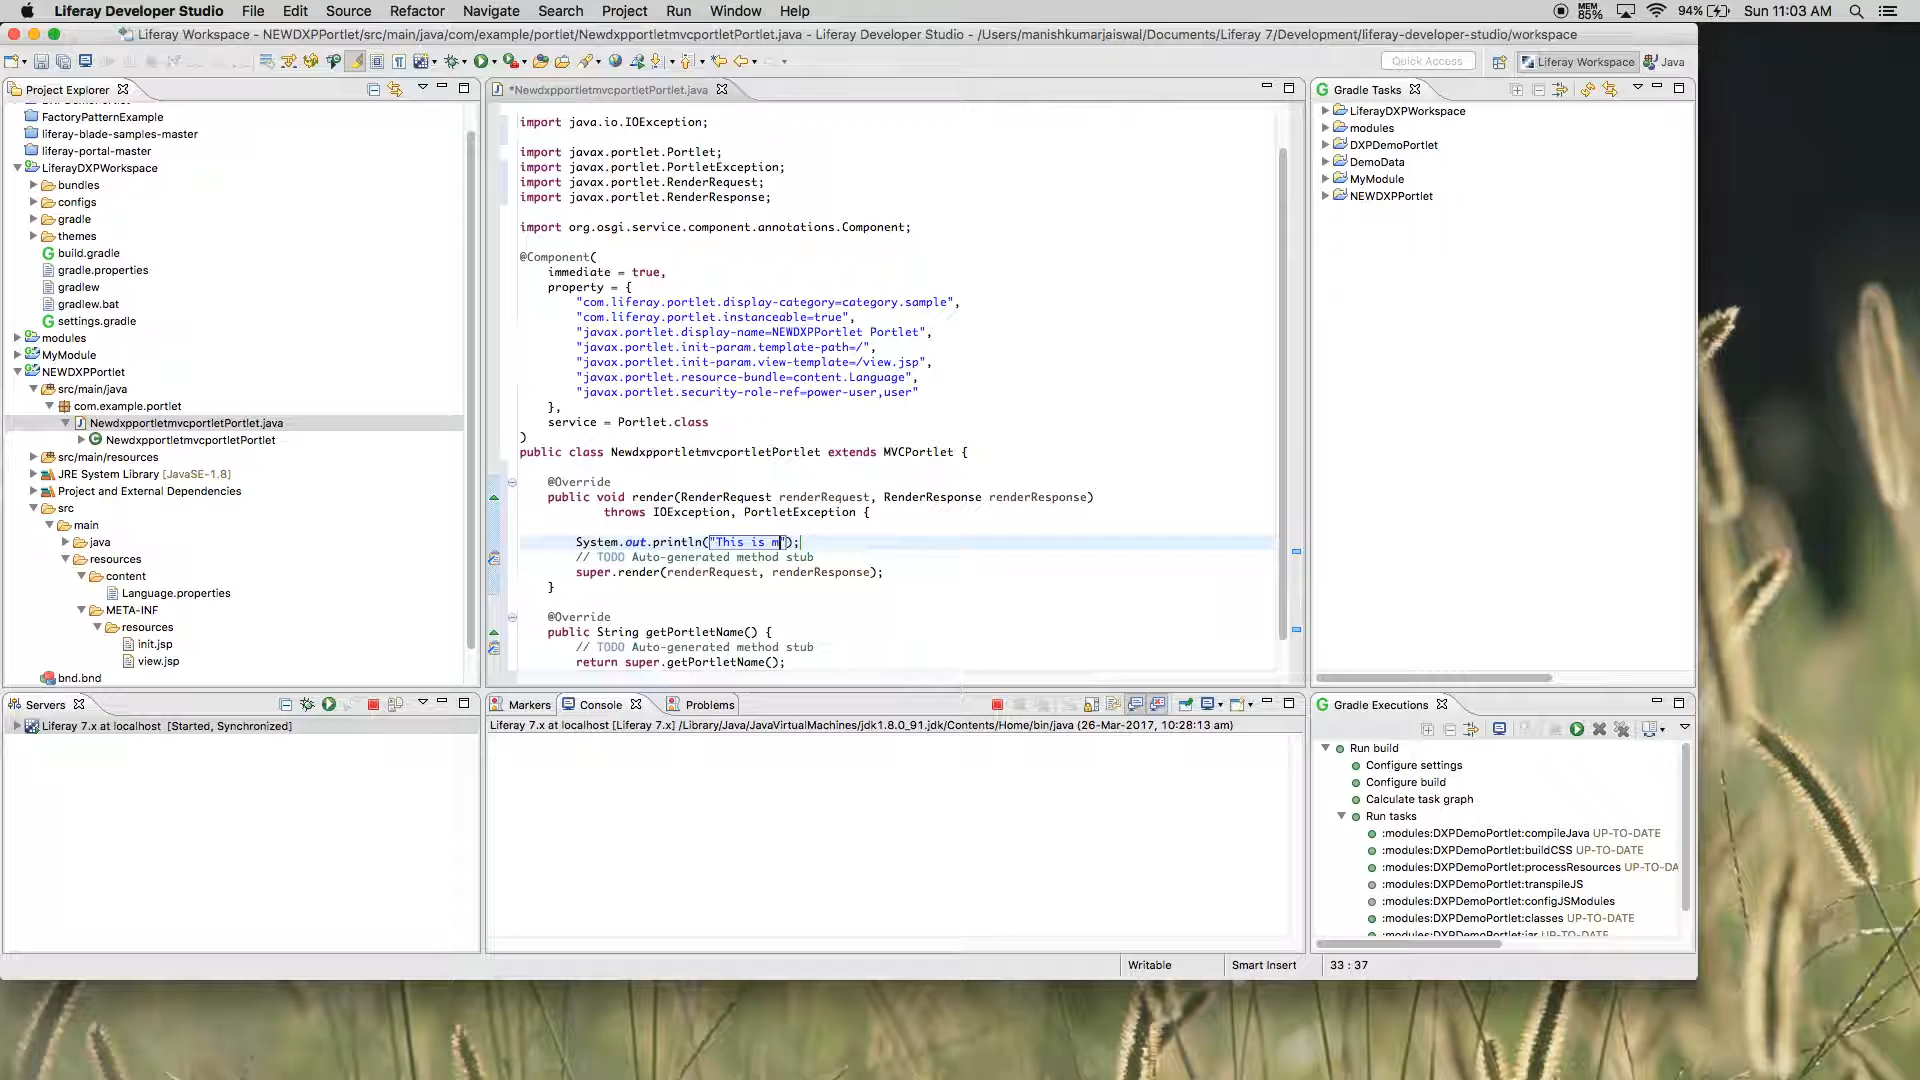 Liferay Developer Studio File Edit Source Refactor Navigate Search Project Run Window Help MEM 85% 94% Sun 11:03 AM
Liferay Workspace - NEWDXPPortlet/src/main/java/com/example/portlet/NewdxpportletmvcportletPortlet.java - Liferay Developer Studio - /Users/manishkumarjaiswal/Documents/Liferay 7/Development/liferay-developer-studio/workspace
Quick Access Liferay Workspace Java
Project Explorer
FactoryPatternExample
liferay-blade-samples-master
liferay-portal-master
LiferayDXPWorkspace
bundles
configs
gradle
themes
build.gradle
gradle.properties
gradlew
gradlew.bat
settings.gradle
modules
MyModule
NEWDXPPortlet
src/main/java
com.example.portlet
NewdxpportletmvcportletPortlet.java
NewdxpportletmvcportletPortlet
src/main/resources
JRE System Library [JavaSE-1.8]
Project and External Dependencies
src
main
java
resources
content
Language.properties
META-INF
resources
init.jsp
view.jsp
bnd.bnd
*NewdxpportletmvcportletPortlet.java
import java.io.IOException;
import javax.portlet.Portlet;
import javax.portlet.PortletException;
import javax.portlet.RenderRequest;
import javax.portlet.RenderResponse;
import org.osgi.service.component.annotations.Component;
@Component(
immediate = true,
property = {
"com.liferay.portlet.display-category=category.sample",
"com.liferay.portlet.instanceable=true",
"javax.portlet.display-name=NEWDXPPortlet Portlet",
"javax.portlet.init-param.template-path=/",
"javax.portlet.init-param.view-template=/view.jsp",
"javax.portlet.resource-bundle=content.Language",
"javax.portlet.security-role-ref=power-user,user"
},
service = Portlet.class
)
public class NewdxpportletmvcportletPortlet extends MVCPortlet {
@Override
public void render(RenderRequest renderRequest, RenderResponse renderResponse)
throws IOException, PortletException {
System.out.println("This is m");
// TODO Auto-generated method stub
super.render(renderRequest, renderResponse);
}
@Override
public String getPortletName() {
// TODO Auto-generated method stub
return super.getPortletName();
Gradle Tasks
LiferayDXPWorkspace
modules
DXPDemoPortlet
DemoData
MyModule
NEWDXPPortlet
Servers
Liferay 7.x at localhost [Started, Synchronized]
Markers Console Problems
Liferay 7.x at localhost [Liferay 7.x] /Library/Java/JavaVirtualMachines/jdk1.8.0_91.jdk/Contents/Home/bin/java (26-Mar-2017, 10:28:13 am)
Gradle Executions
Run build
Configure settings
Configure build
Calculate task graph
Run tasks
:modules:DXPDemoPortlet:compileJava UP-TO-DATE
:modules:DXPDemoPortlet:buildCSS UP-TO-DATE
:modules:DXPDemoPortlet:processResources UP-TO-DA
:modules:DXPDemoPortlet:transpileJS
:modules:DXPDemoPortlet:configJSModules
:modules:DXPDemoPortlet:classes UP-TO-DATE
:modules:DXPDemoPortlet:jar UP-TO-DATE
Writable Smart Insert 33 : 37